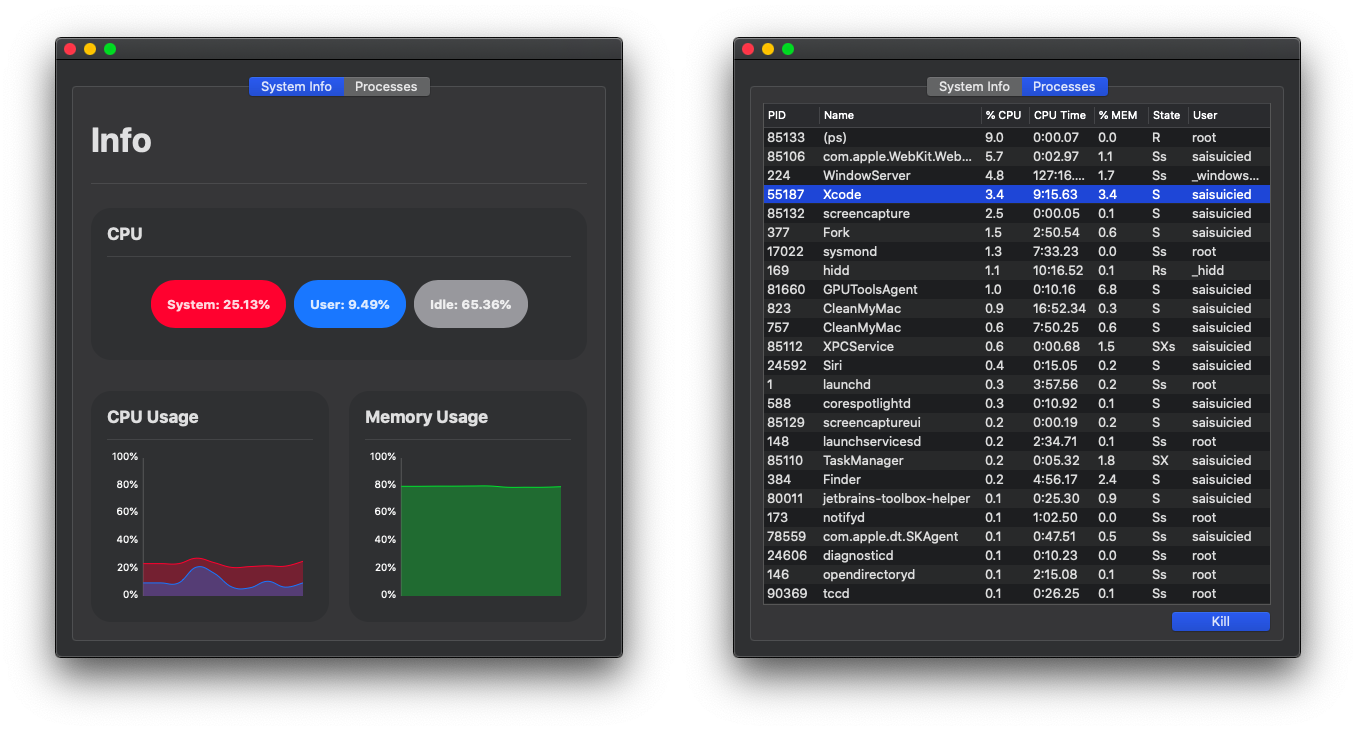 System Info Processes
Info
CPU
System: 25.13% User: 9.49% Idle: 65.36%
CPU Usage
100%
80%
60%
40%
20%
0%
Memory Usage
100%
80%
60%
40%
20%
0%
System Info Processes
PID Name % CPU CPU Time % MEM State User
85133 (ps) 9.0 0:00.07 0.0 R root
85106 com.apple.WebKit.Web... 5.7 0:02.97 1.1 Ss saisuicied
224 WindowServer 4.8 127:16.... 1.7 Ss _windows...
55187 Xcode 3.4 9:15.63 3.4 S saisuicied
85132 screencapture 2.5 0:00.05 0.1 S saisuicied
377 Fork 1.5 2:50.54 0.6 S saisuicied
17022 sysmond 1.3 7:33.23 0.0 Ss root
169 hidd 1.1 10:16.52 0.1 Rs _hidd
81660 GPUToolsAgent 1.0 0:10.16 6.8 S saisuicied
823 CleanMyMac 0.9 16:52.34 0.3 S saisuicied
757 CleanMyMac 0.6 7:50.25 0.6 S saisuicied
85112 XPCService 0.6 0:00.68 1.5 SXs saisuicied
24592 Siri 0.4 0:15.05 0.2 S saisuicied
1 launchd 0.3 3:57.56 0.2 Ss root
588 corespotlightd 0.3 0:10.92 0.1 S saisuicied
85129 screencaptureui 0.2 0:00.19 0.2 S saisuicied
148 launchservicesd 0.2 2:34.71 0.1 Ss root
85110 TaskManager 0.2 0:05.32 1.8 SX saisuicied
384 Finder 0.2 4:56.17 2.4 S saisuicied
80011 jetbrains-toolbox-helper 0.1 0:25.30 0.9 S saisuicied
173 notifyd 0.1 1:02.50 0.0 Ss root
78559 com.apple.dt.SKAgent 0.1 0:47.51 0.5 Ss saisuicied
24606 diagnosticd 0.1 0:10.23 0.0 Ss root
146 opendirectoryd 0.1 2:15.08 0.1 Ss root
90369 tccd 0.1 0:26.25 0.1 Ss root
Kill